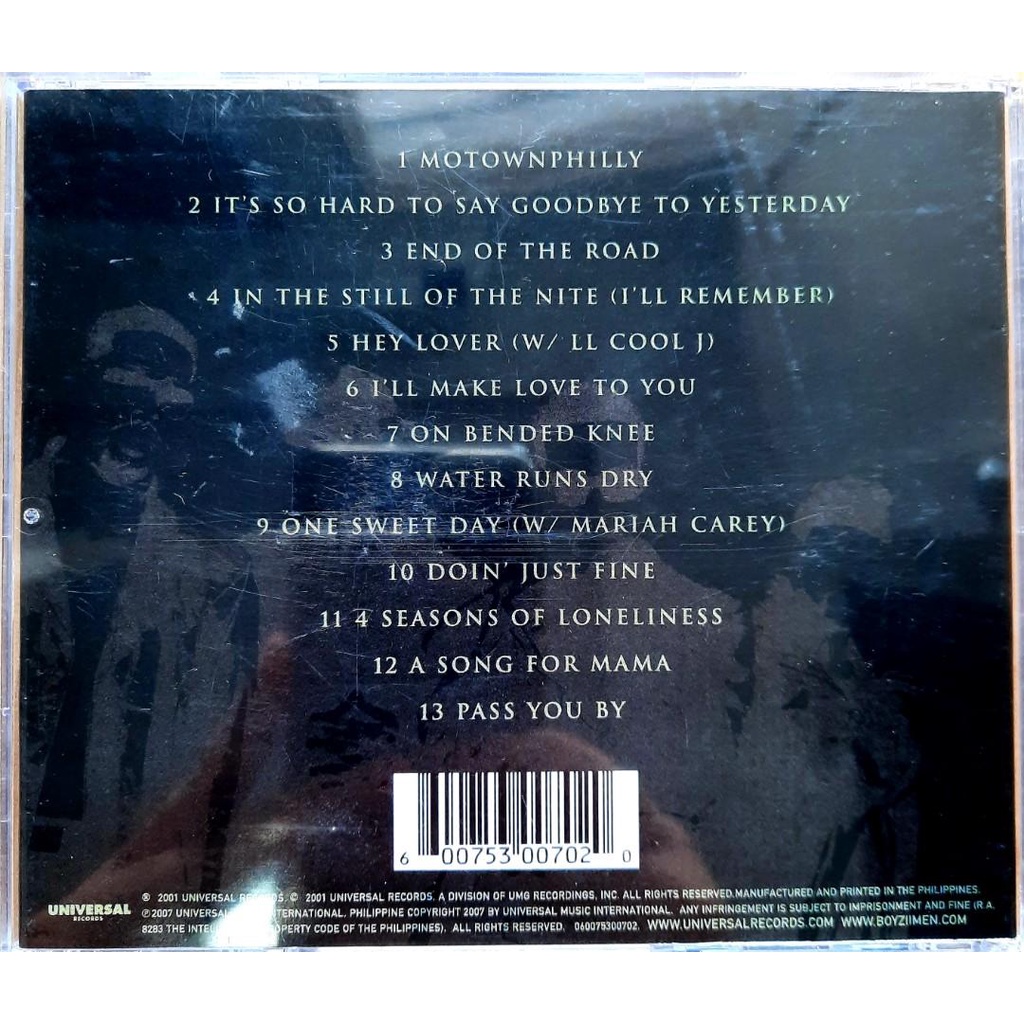 1 MOTOWNPHILLY
2 IT'S SO HARD TO SAY GOODBYE TO YESTERDAY
3 END OF THE ROAD
4 IN THE STILL OF THE NITE (I'LL REMEMBER)
5 HEY LOVER (W/ LL COOL J)
6 I'LL MAKE LOVE TO YOU
7 ON BENDED KNEE
8 WATER RUNS DRY
9 ONE SWEET DAY (W/ MARIAH CAREY)
10 DOIN' JUST FINE
11 4 SEASONS OF LONELINESS
12 A SONG FOR MAMA
13 PASS YOU BY
6 00753 00702 0
UNIVERSAL
RECORDS
℗ 2001 UNIVERSAL RECORDS. © 2001 UNIVERSAL RECORDS. A DIVISION OF UMG RECORDINGS, INC. ALL RIGHTS RESERVED.MANUFACTURED AND PRINTED IN THE PHILIPPINES.
℗2007 UNIVERSAL INTERNATIONAL. PHILIPPINE COPYRIGHT 2007 BY UNIVERSAL MUSIC INTERNATIONAL. ANY INFRINGEMENT IS SUBJECT TO IMPRISONMENT AND FINE (R.A.
8283 THE PROPERTY CODE OF THE PHILIPPINES). ALL RIGHTS RESERVED. 060075300702. WWW.UNIVERSALRECORDS.COM WWW.BOYZIIMEN.COM